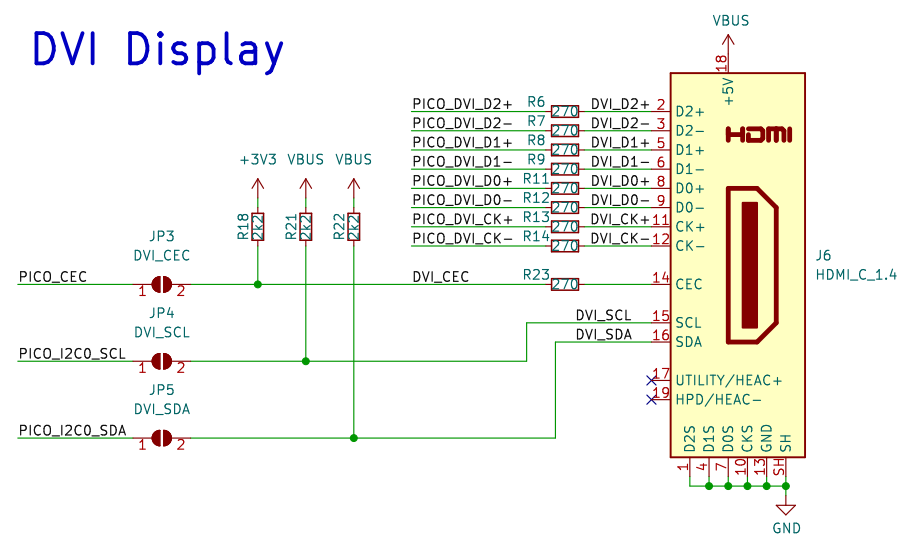 DVI Display
VBUS
18
+5V
PICO_DVI_D2+ R6 270 DVI_D2+ 2 D2+
PICO_DVI_D2- R7 270 DVI_D2- 3 D2-
HDMI
PICO_DVI_D1+ R8 270 DVI_D1+ 5 D1+
PICO_DVI_D1- R9 270 DVI_D1- 6 D1-
PICO_DVI_D0+ R11 270 DVI_D0+ 8 D0+
PICO_DVI_D0- R12 270 DVI_D0- 9 D0-
PICO_DVI_CK+ R13 270 DVI_CK+ 11 CK+
PICO_DVI_CK- R14 270 DVI_CK- 12 CK-
+3V3 VBUS VBUS
R18 2k2 R21 2k2 R22 2k2
JP3
DVI_CEC
J6
HDMI_C_1.4
PICO_CEC 1 2 DVI_CEC R23 270 14 CEC
JP4
DVI_SCL
DVI_SCL 15 SCL
DVI_SDA 16 SDA
PICO_I2C0_SCL 1 2
17 UTILITY/HEAC+
19 HPD/HEAC-
JP5
DVI_SDA
PICO_I2C0_SDA 1 2
D2S D1S D0S CKS GND SH
1 4 7 10 13 SH
GND